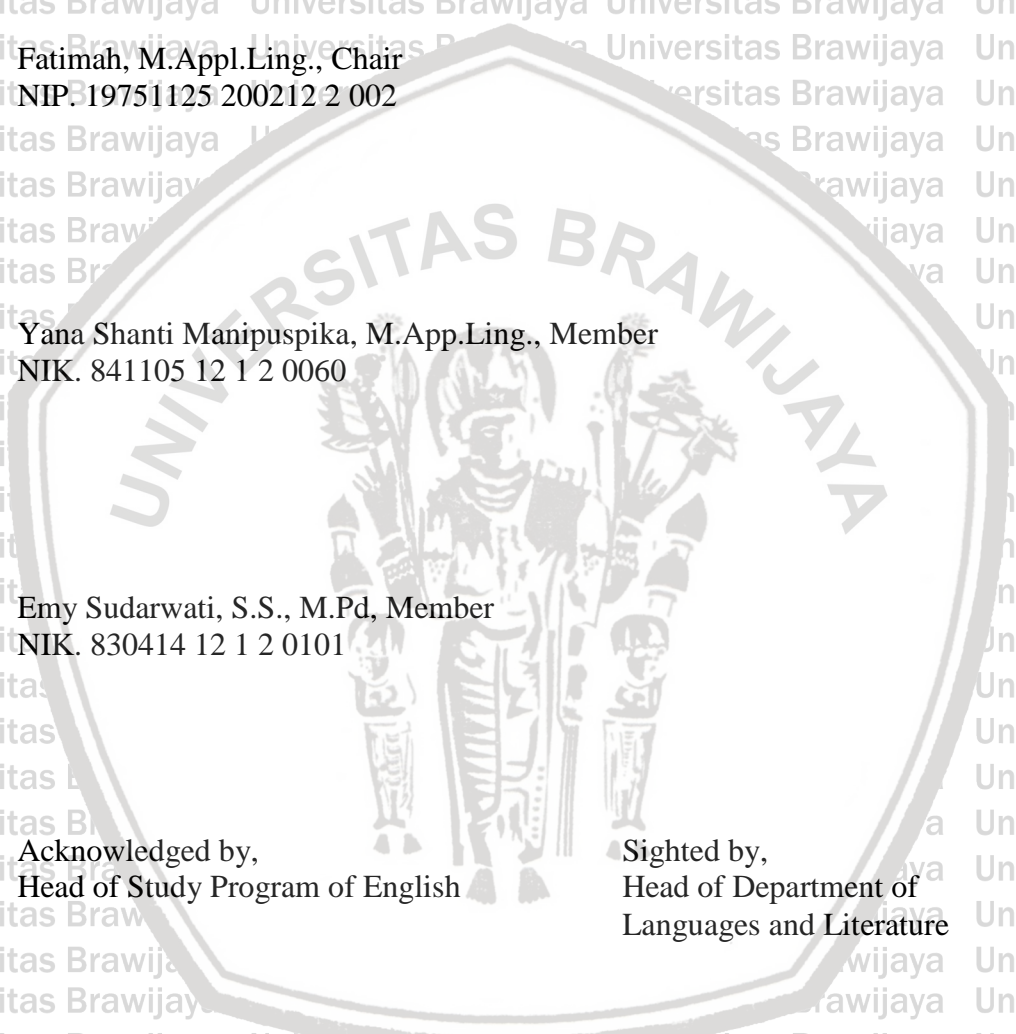 Fatimah, M.Appl.Ling., Chair
NIP. 19751125 200212 2 002
UNIVERSITAS BRAWIJAYA
Yana Shanti Manipuspika, M.App.Ling., Member
NIK. 841105 12 1 2 0060
Emy Sudarwati, S.S., M.Pd, Member
NIK. 830414 12 1 2 0101
Acknowledged by,
Head of Study Program of English
Sighted by,
Head of Department of
Languages and Literature